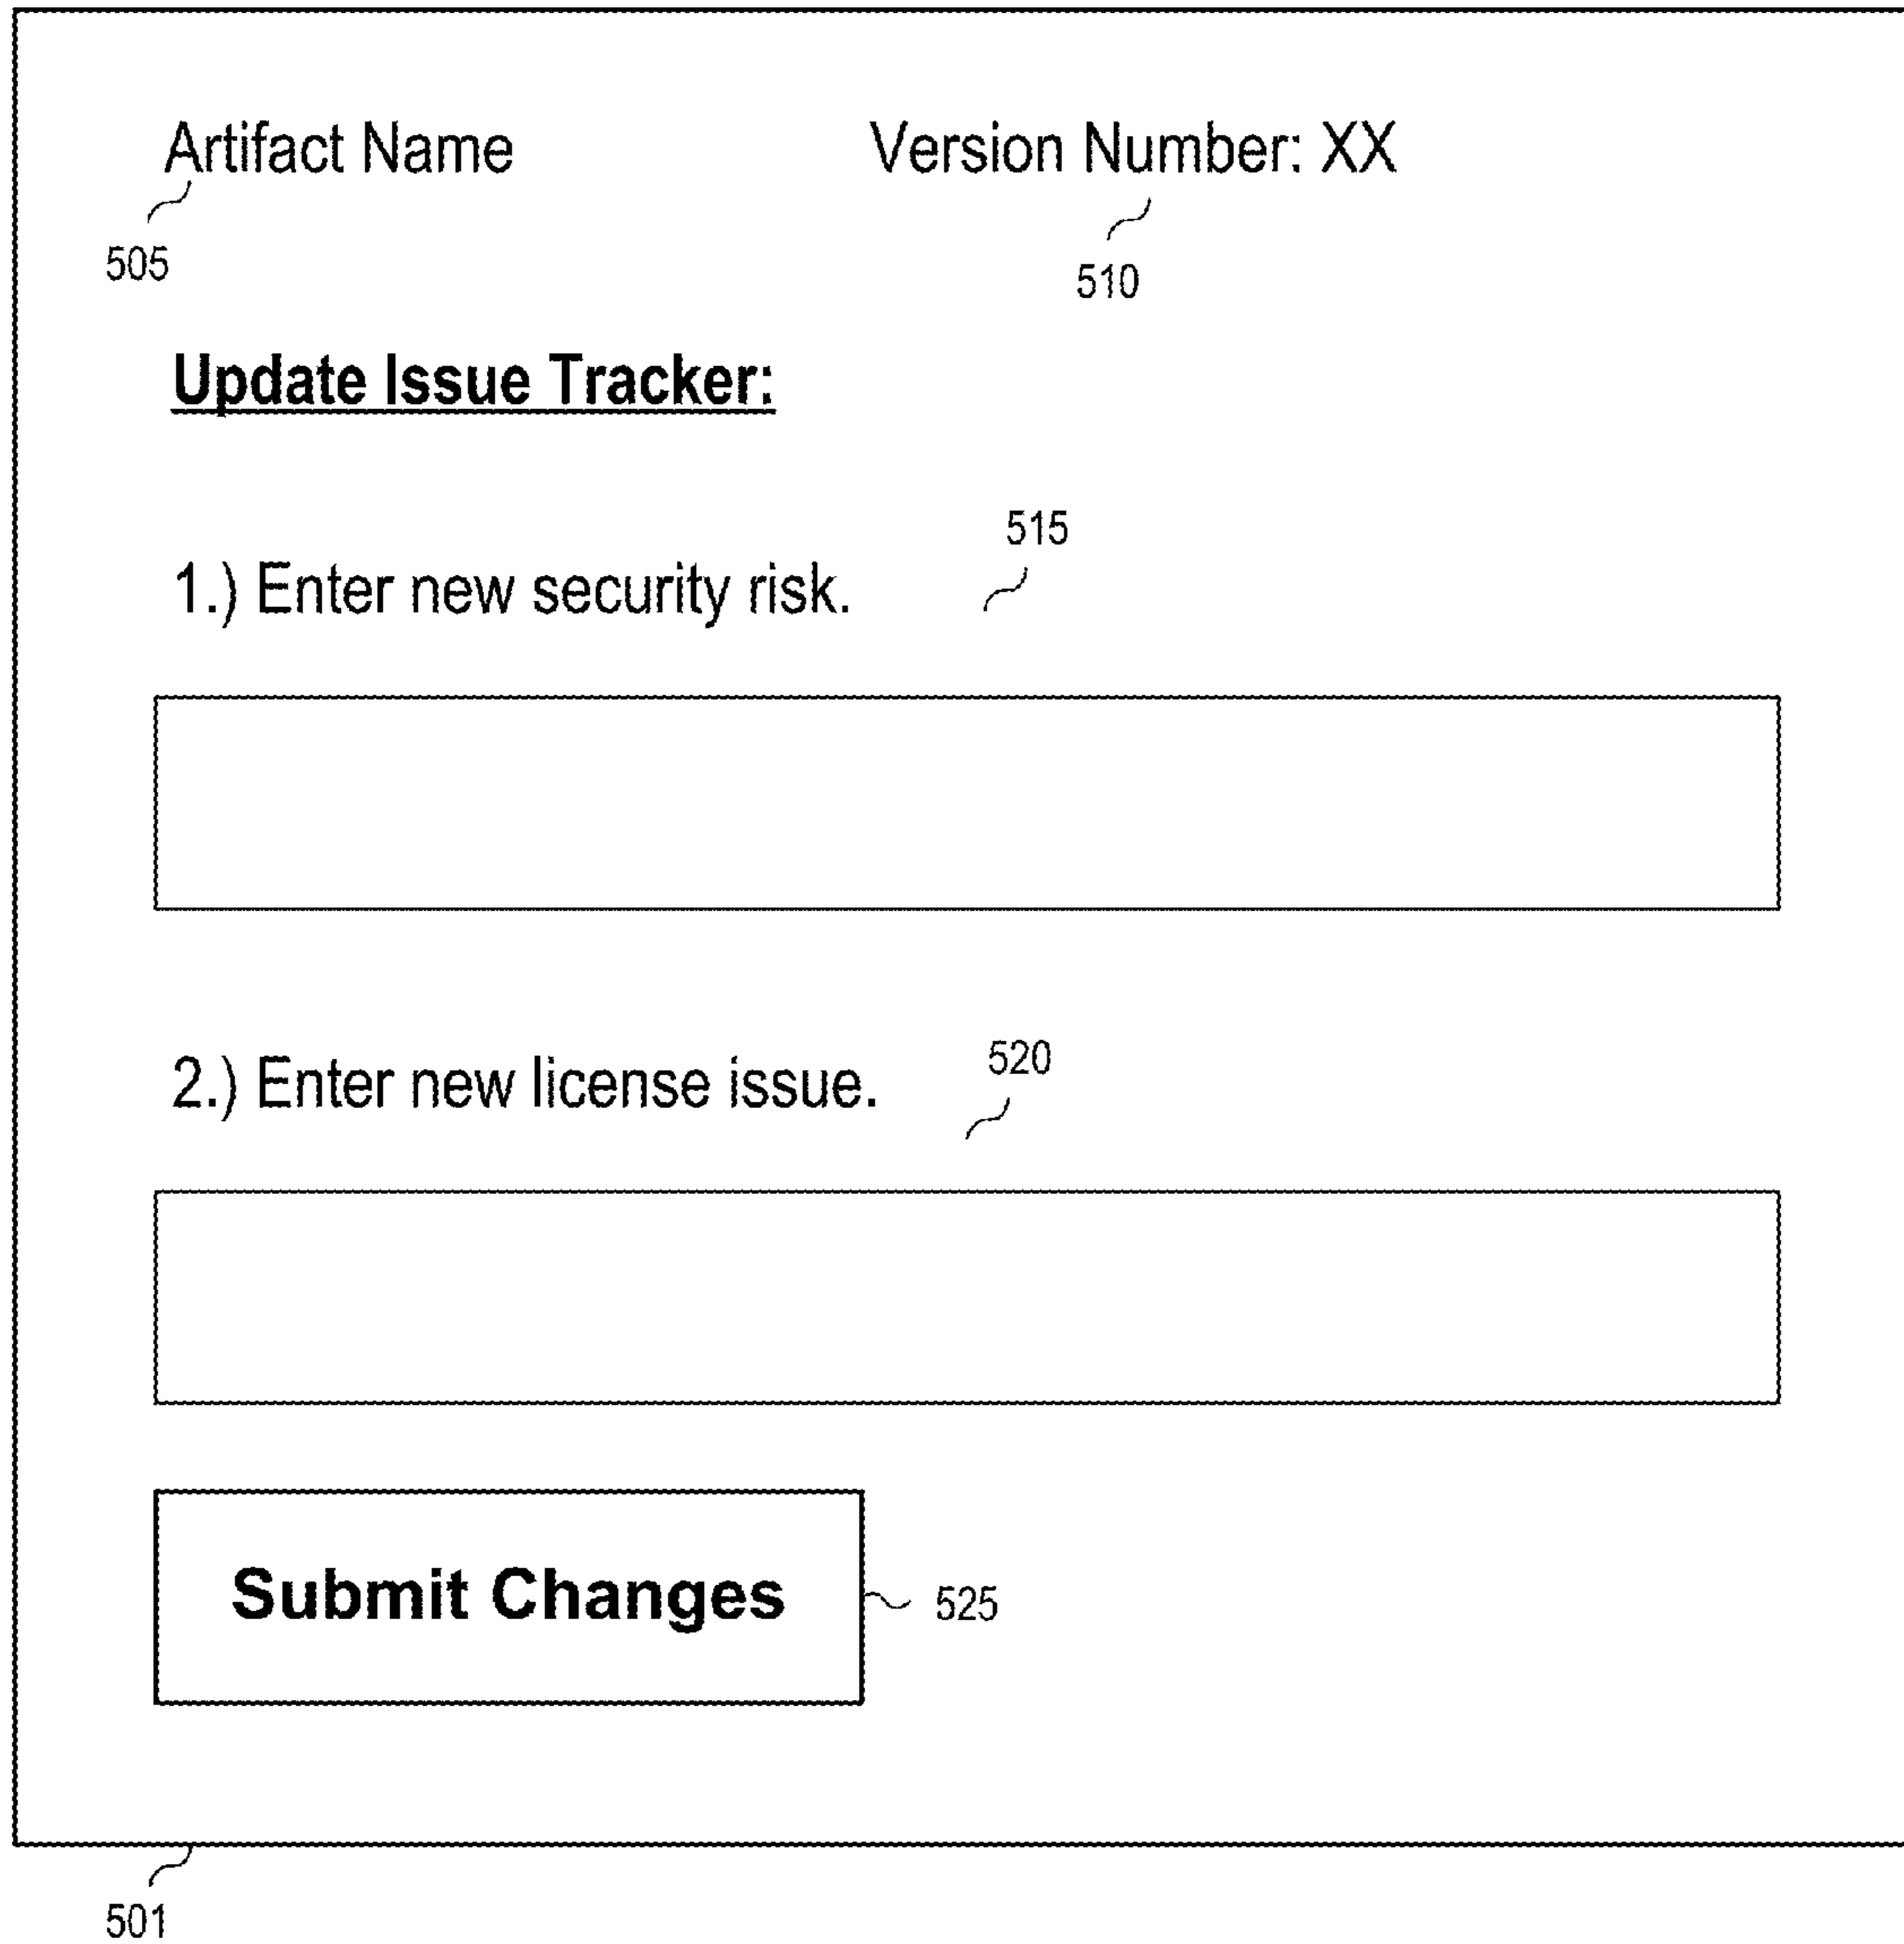 Artifact Name Version Number: XX
505 510
Update Issue Tracker:
515
1.) Enter new security risk.
520
2.) Enter new license issue.
Submit Changes 525
501